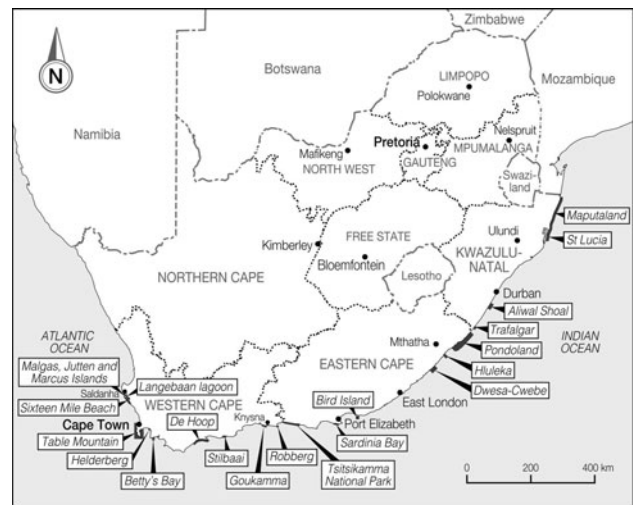 N
Zimbabwe
Botswana
LIMPOPO
Polokwane
Mozambique
Namibia
Nelspruit
Pretoria
MPUMALANGA
Mafikeng
NORTH WEST
GAUTENG
Swazi-
land
Maputaland
Ulundi
St Lucia
Kimberley
FREE STATE
KWAZULU-
NATAL
Bloemfontein
NORTHERN CAPE
Lesotho
Durban
Aliwal Shoal
ATLANTIC
OCEAN
Trafalgar
INDIAN
OCEAN
Mthatha
Pondoland
EASTERN CAPE
Malgas, Jutten and
Marcus Islands
Hluleka
Langebaan lagoon
Saldanha
Dwesa-Cwebe
Sixteen Mile Beach
WESTERN CAPE
Bird Island
East London
Cape Town
De Hoop
Knysna
Port Elizabeth
Table Mountain
Sardinia Bay
Helderberg
Stilbaai
Robberg
Tsitsikamma
National Park
Betty's Bay
Goukamma
0 200 400 km